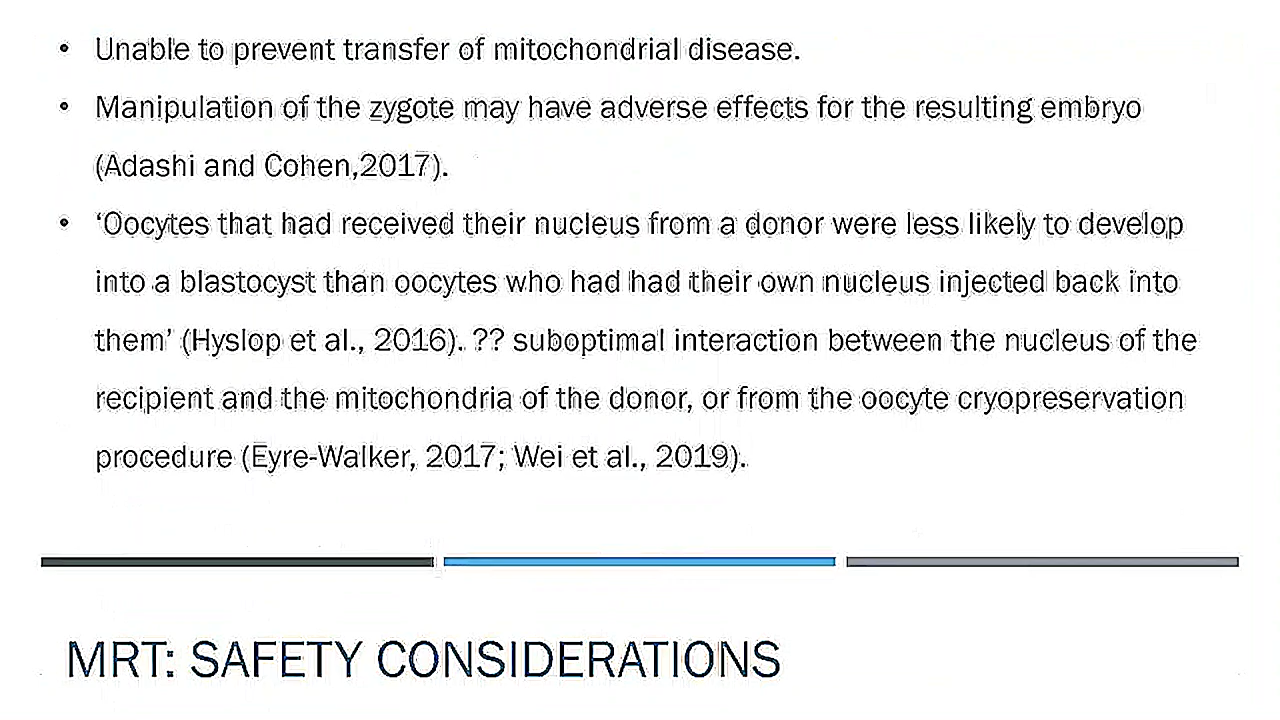 • Unable to prevent transfer of mitochondrial disease.
• Manipulation of the zygote may have adverse effects for the resulting embryo
(Adashi and Cohen,2017).
• ‘Oocytes that had received their nucleus from a donor were less likely to develop
into a blastocyst than oocytes who had had their own nucleus injected back into
them’ (Hyslop et al., 2016). ?? suboptimal interaction between the nucleus of the
recipient and the mitochondria of the donor, or from the oocyte cryopreservation
procedure (Eyre-Walker, 2017; Wei et al., 2019).
MRT: SAFETY CONSIDERATIONS